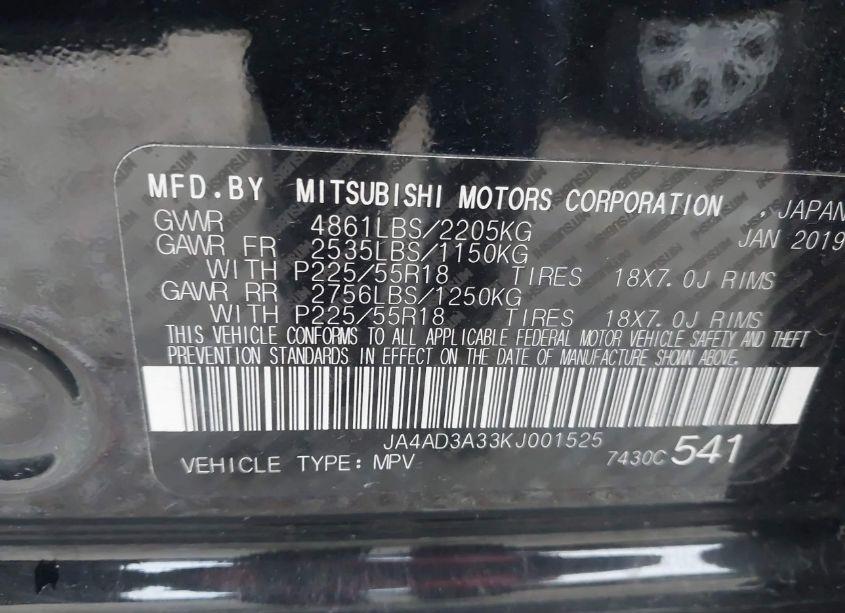 MFD.BY MITSUBISHI MOTORS CORPORATION , JAPAN
GVWR 4861LBS/2205KG JAN 2019
GAWR FR 2535LBS/1150KG
WITH P225/55R18 TIRES 18X7.0J RIMS
GAWR RR 2756LBS/1250KG
WITH P225/55R18 TIRES 18X7.0J RIMS
THIS VEHICLE CONFORMS TO ALL APPLICABLE FEDERAL MOTOR VEHICLE SAFETY AND THEFT
PREVENTION STANDARDS IN EFFECT ON THE DATE OF MANUFACTURE SHOWN ABOVE.
JA4AD3A33KJ001525
VEHICLE TYPE: MPV 7430C 541